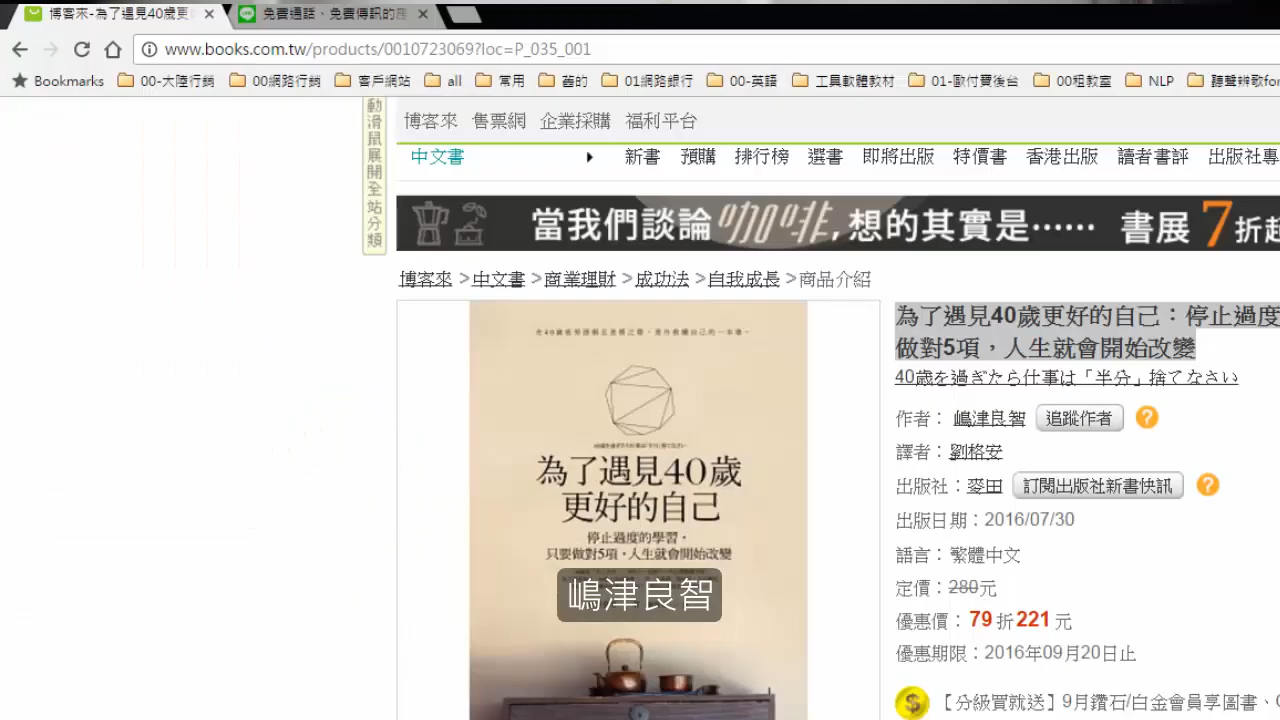 博客來-為了遇見40歲更
免費通話、免費傳訊的
www.books.com.tw/products/0010723069?loc=P_035_001
Bookmarks 00-大陸行銷 00網路行銷 客戶網站 all 常用 舊的 01網路銀行 00-英語 工具軟體教材 01-歐付寶後台 00租教室 NLP 聽聲辨歌for
動滑鼠展開全站分類
博客來 售票網 企業採購 福利平台
中文書 新書 預購 排行榜 選書 即將出版 特價書 香港出版 讀者書評 出版社專
當我們談論咖啡,想的其實是…… 書展7折起
博客來 >中文書 >商業理財 >成功法 >自我成長 >商品介紹
為了遇見40歲更好的自己：停止過度
做對5項，人生就會開始改變
40歲を過ぎたら仕事は「半分」捨てなさい
作者： 嶋津良智 追蹤作者 ?
譯者：劉格安
出版社：麥田 訂閱出版社新書快訊 ?
出版日期：2016/07/30
語言：繁體中文
定價：280元
優惠價：79折221元
優惠期限：2016年09月20日止
$【分級買就送】9月鑽石/白金會員享圖書、
為了遇見40歲
更好的自己
停止過度的學習，
只要做對5項，人生就會開始改變
嶋津良智